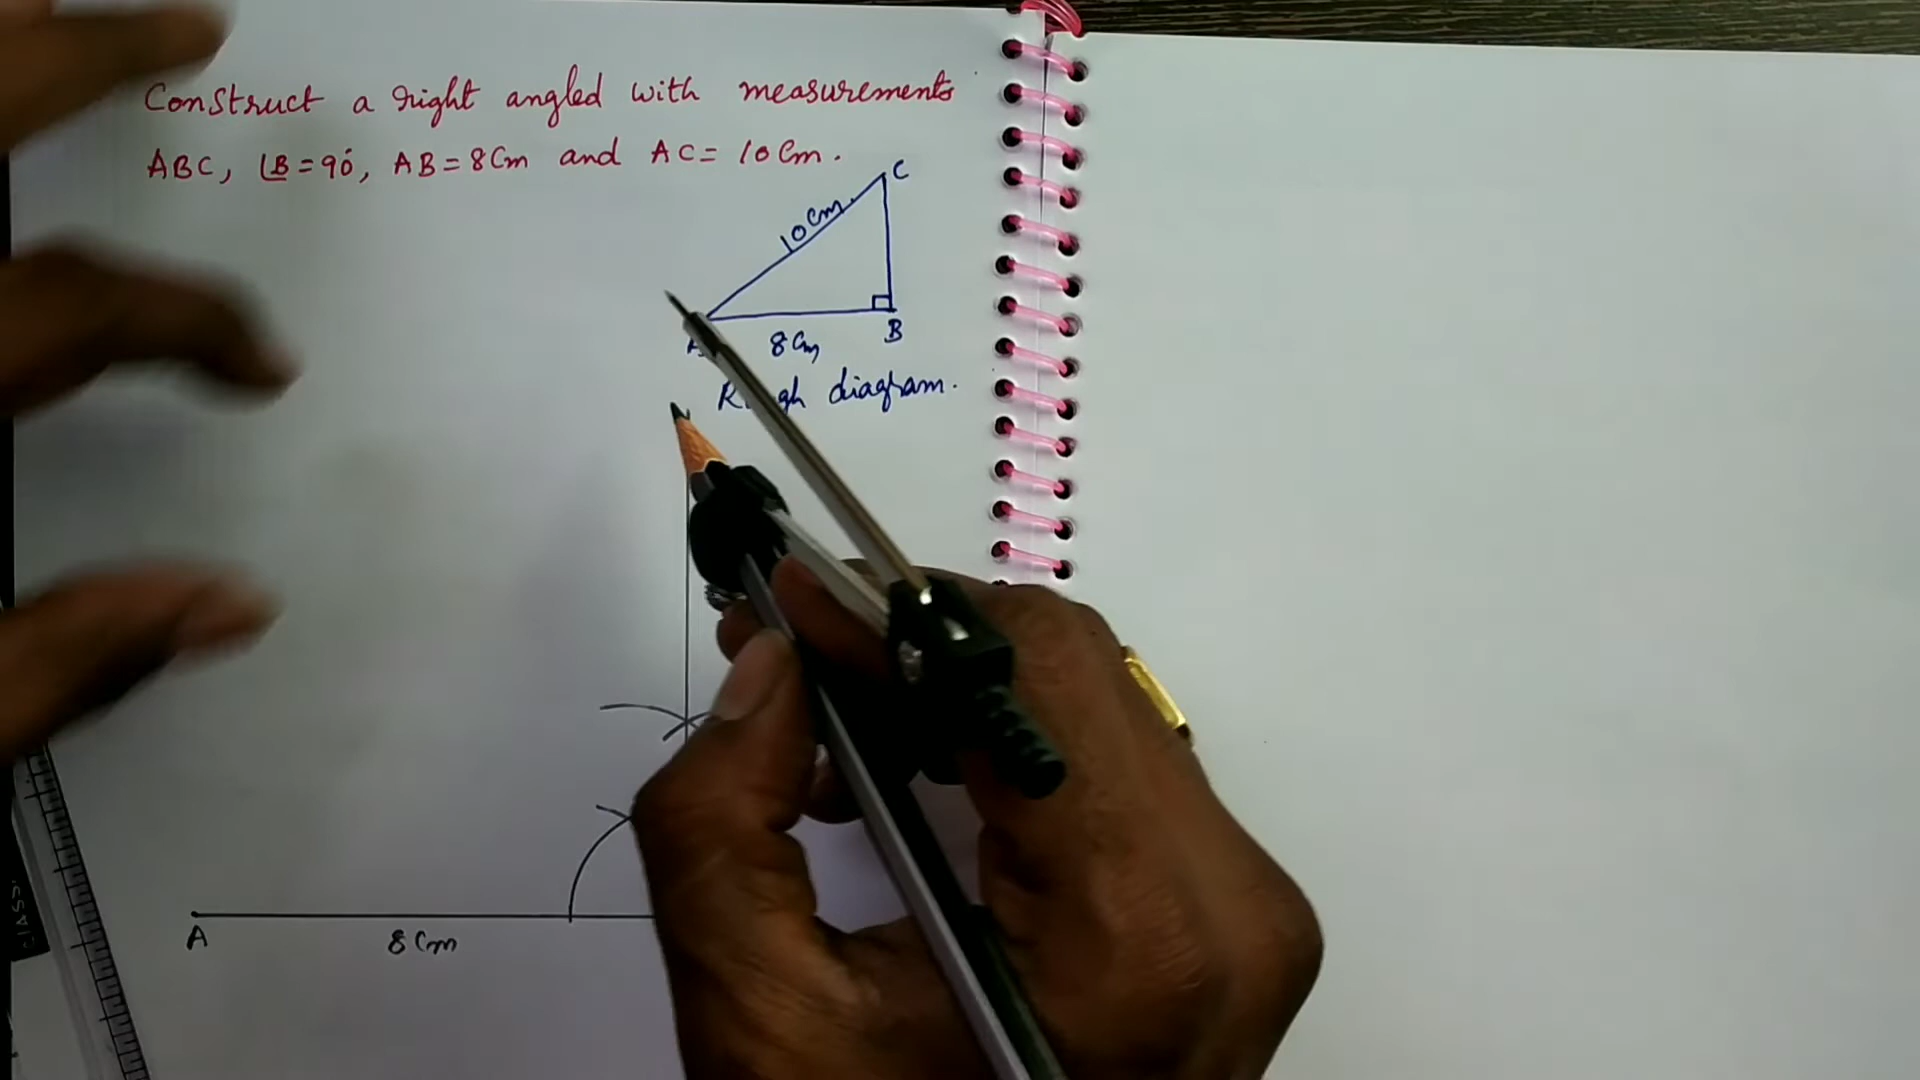 Construct a right angled with measurements
ABC, ∠B = 90°, AB = 8 Cm and AC = 10 Cm.
C
10 Cm
8 Cm
B
diagram.
A
8 Cm
CLASS